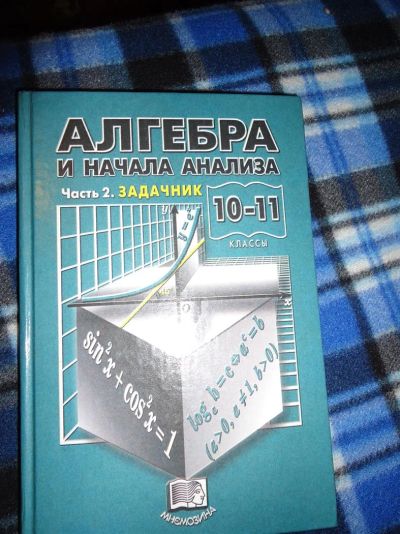 АЛГЕБРА
И НАЧАЛА АНАЛИЗА
Часть 2. ЗАДАЧНИК
10-11
КЛАССЫ
sin²x + cos²x = 1
log_a b = c ⇔ a^c = b
(a>0, a≠1, b>0)
МНЕМОЗИНА